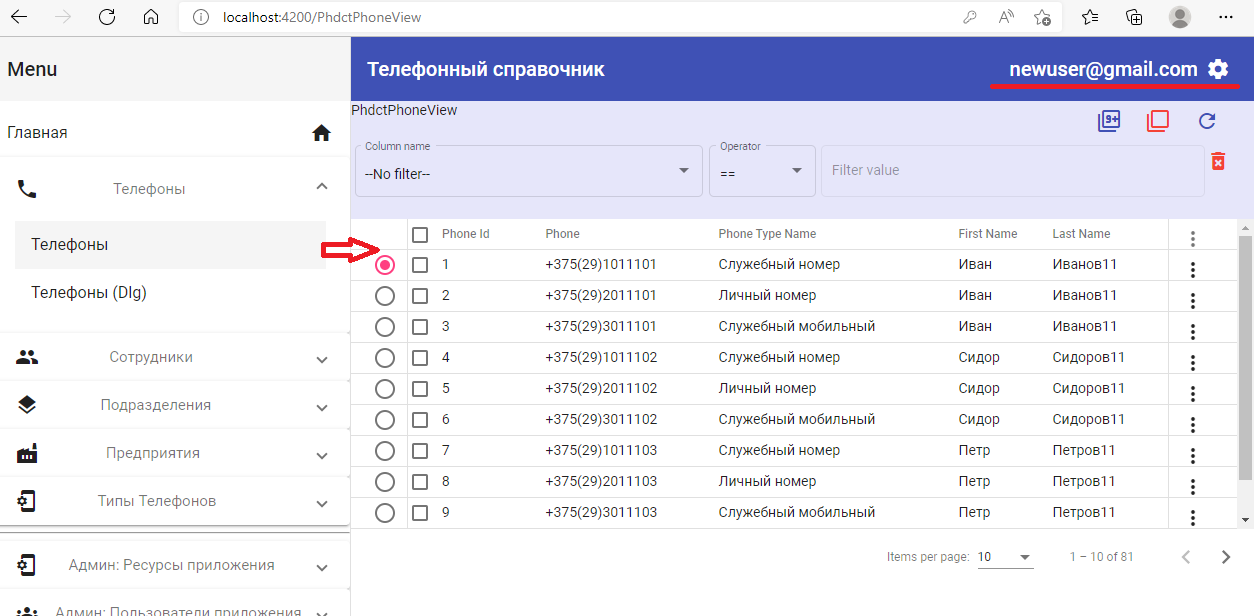 localhost:4200/PhdctPhoneView
Menu
Телефонный справочник
newuser@gmail.com
Главная
PhdctPhoneView
9+
Column name
--No filter--
Operator
==
Filter value
Телефоны
Телефоны
Телефоны (Dlg)
Сотрудники
Подразделения
Предприятия
Типы Телефонов
Админ: Ресурсы приложения
Админ: Пользователи приложения
Phone Id Phone Phone Type Name First Name Last Name
1 +375(29)1011101 Служебный номер Иван Иванов11
2 +375(29)2011101 Личный номер Иван Иванов11
3 +375(29)3011101 Служебный мобильный Иван Иванов11
4 +375(29)1011102 Служебный номер Сидор Сидоров11
5 +375(29)2011102 Личный номер Сидор Сидоров11
6 +375(29)3011102 Служебный мобильный Сидор Сидоров11
7 +375(29)1011103 Служебный номер Петр Петров11
8 +375(29)2011103 Личный номер Петр Петров11
9 +375(29)3011103 Служебный мобильный Петр Петров11
Items per page: 10 1 – 10 of 81